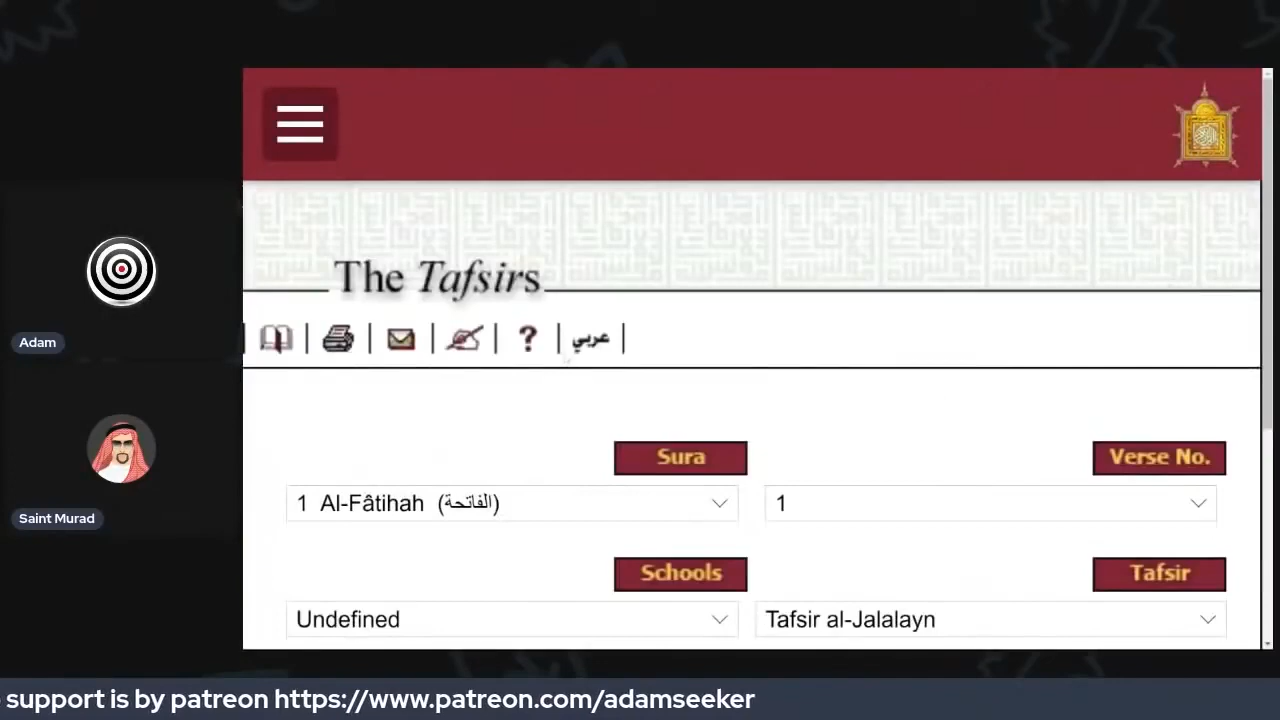 The Tafsirs
عربي
Sura
Verse No.
1 Al-Fâtihah (الفاتحة)
1
Schools
Tafsir
Undefined
Tafsir al-Jalalayn
Adam
Saint Murad
support is by patreon https://www.patreon.com/adamseeker